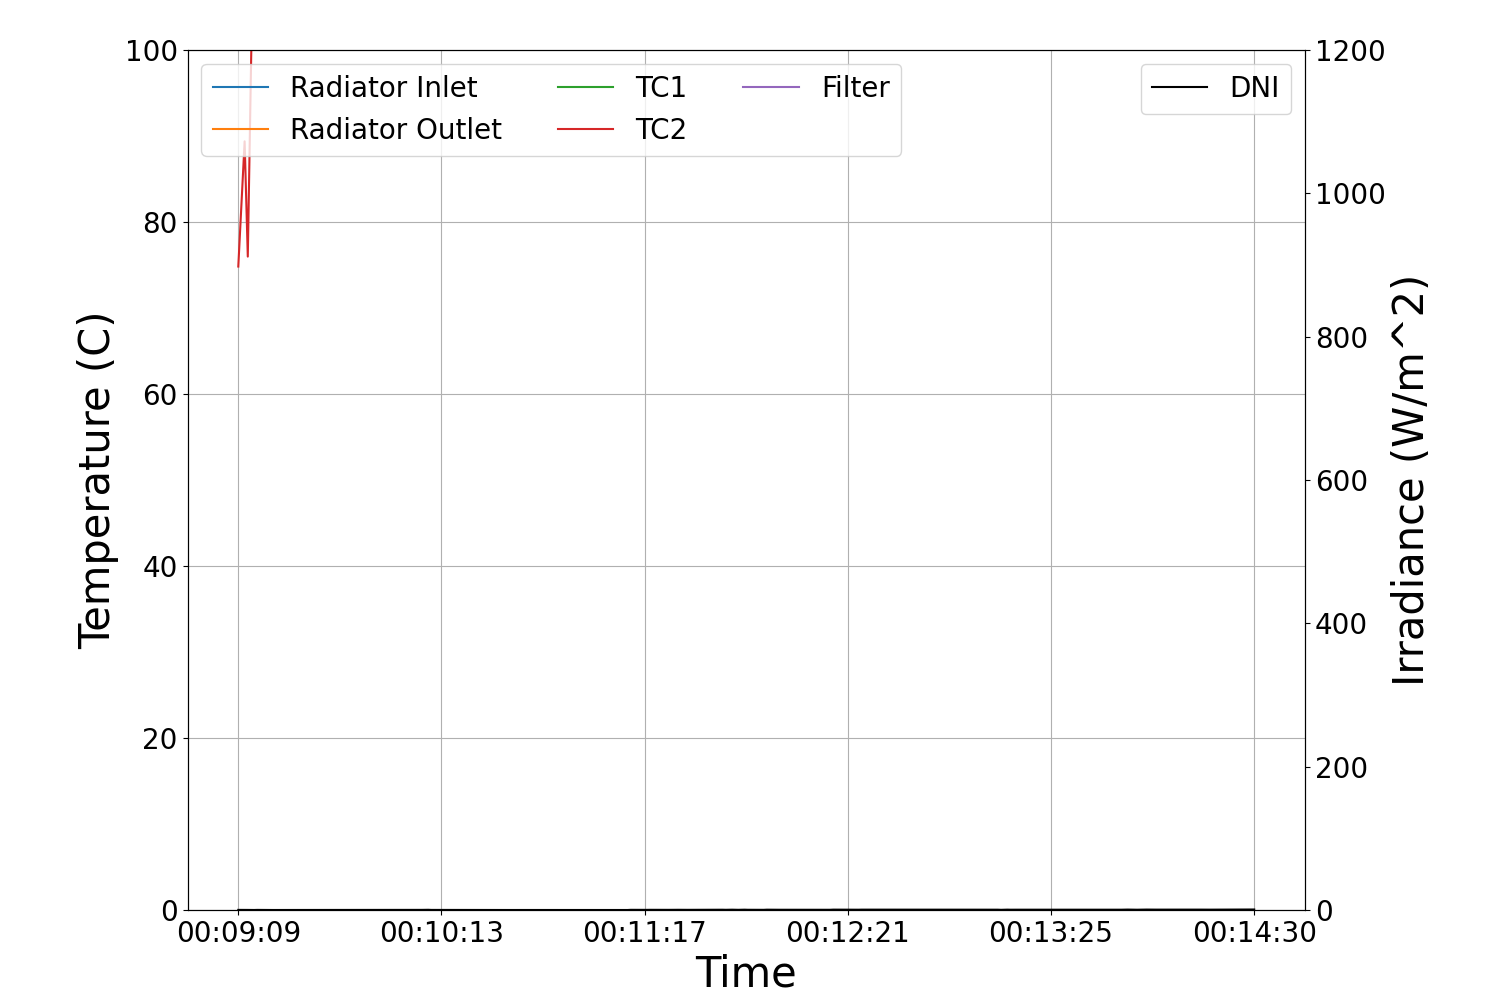 100
80
60
40
20
0
Temperature (C)
Radiator Inlet
Radiator Outlet
TC1
TC2
Filter
DNI
1200
1000
800
600
400
200
0
Irradiance (W/m^2)
00:09:09 00:10:13 00:11:17 00:12:21 00:13:25 00:14:30
Time